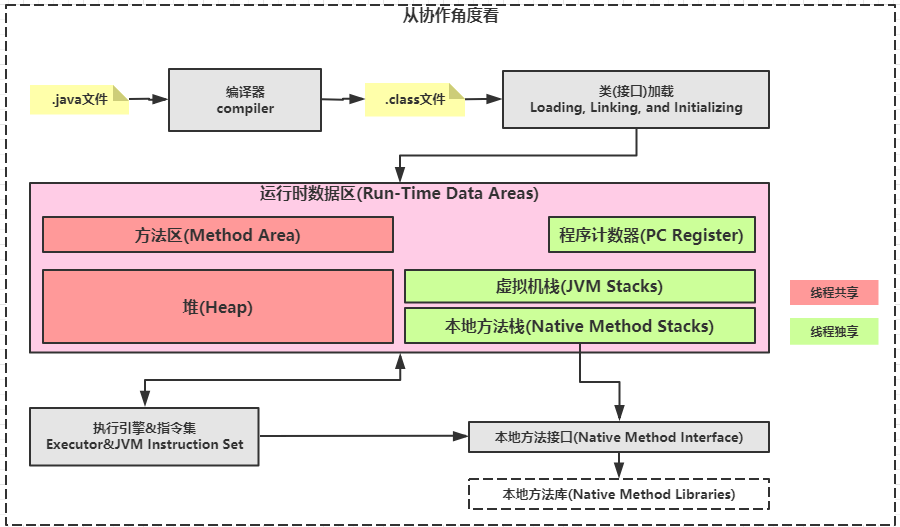 从协作角度看
.java文件
编译器
compiler
.class文件
类(接口)加载
Loading, Linking, and Initializing
运行时数据区(Run-Time Data Areas)
方法区(Method Area)
程序计数器(PC Register)
堆(Heap)
虚拟机栈(JVM Stacks)
本地方法栈(Native Method Stacks)
线程共享
线程独享
执行引擎&指令集
Executor&JVM Instruction Set
本地方法接口(Native Method Interface)
本地方法库(Native Method Libraries)